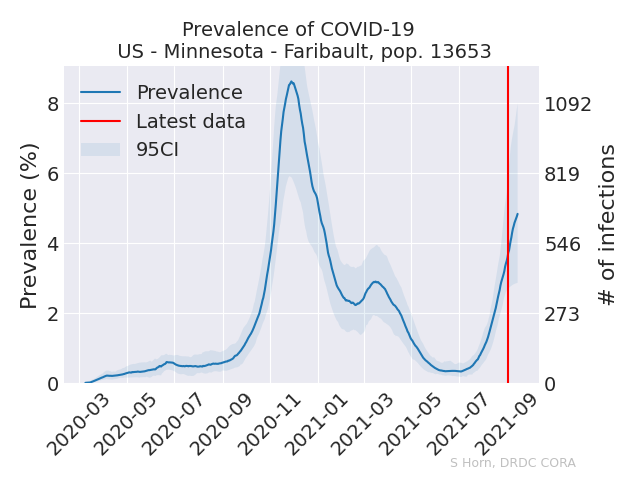 Prevalence of COVID-19
US - Minnesota - Faribault, pop. 13653
Prevalence
Latest data
95CI
Prevalence (%)
8
6
4
2
0
1092
819
546
273
0
# of infections
2020-03
2020-05
2020-07
2020-09
2020-11
2021-01
2021-03
2021-05
2021-07
2021-09
S Horn, DRDC CORA